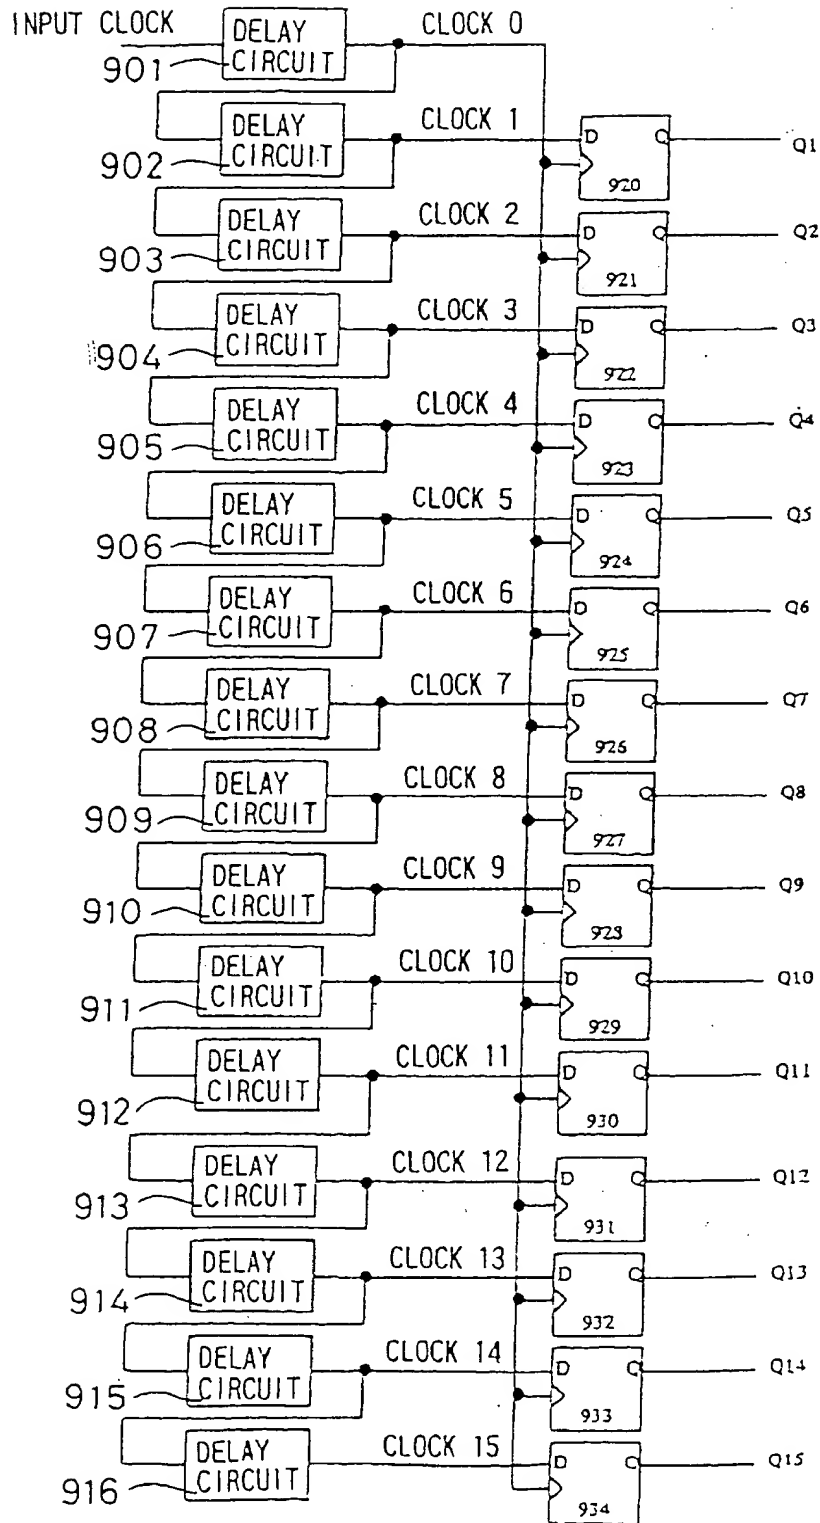 INPUT CLOCK
DELAY
CIRCUIT
CLOCK 0
901
DELAY
CIRCUIT
CLOCK 1
D
Q
Q1
902
920
DELAY
CIRCUIT
CLOCK 2
D
Q
Q2
903
921
DELAY
CIRCUIT
CLOCK 3
D
Q
Q3
904
922
DELAY
CIRCUIT
CLOCK 4
D
Q
Q4
905
923
DELAY
CIRCUIT
CLOCK 5
D
Q
Q5
906
924
DELAY
CIRCUIT
CLOCK 6
D
Q
Q6
907
925
DELAY
CIRCUIT
CLOCK 7
D
Q
Q7
908
926
DELAY
CIRCUIT
CLOCK 8
D
Q
Q8
909
927
DELAY
CIRCUIT
CLOCK 9
D
Q
Q9
910
928
DELAY
CIRCUIT
CLOCK 10
D
Q
Q10
911
929
DELAY
CIRCUIT
CLOCK 11
D
Q
Q11
912
930
DELAY
CIRCUIT
CLOCK 12
D
Q
Q12
913
931
DELAY
CIRCUIT
CLOCK 13
D
Q
Q13
914
932
DELAY
CIRCUIT
CLOCK 14
D
Q
Q14
915
933
DELAY
CIRCUIT
CLOCK 15
D
Q
Q15
916
934